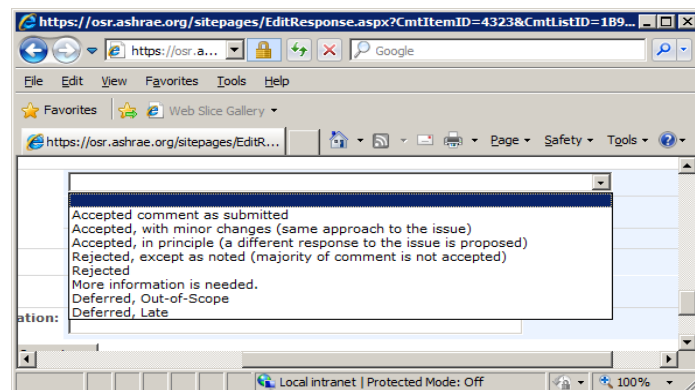 https://osr.ashrae.org/sitepages/EditResponse.aspx?CmtItemID=4323&CmtListID=1B9...
https://osr.a...
Google
File Edit View Favorites Tools Help
Favorites Web Slice Gallery
https://osr.ashrae.org/sitepages/EditR... Page Safety Tools
Accepted comment as submitted
Accepted, with minor changes (same approach to the issue)
Accepted, in principle (a different response to the issue is proposed)
Rejected, except as noted (majority of comment is not accepted)
Rejected
More information is needed.
Deferred, Out-of-Scope
Deferred, Late
ation:
Local intranet | Protected Mode: Off 100%